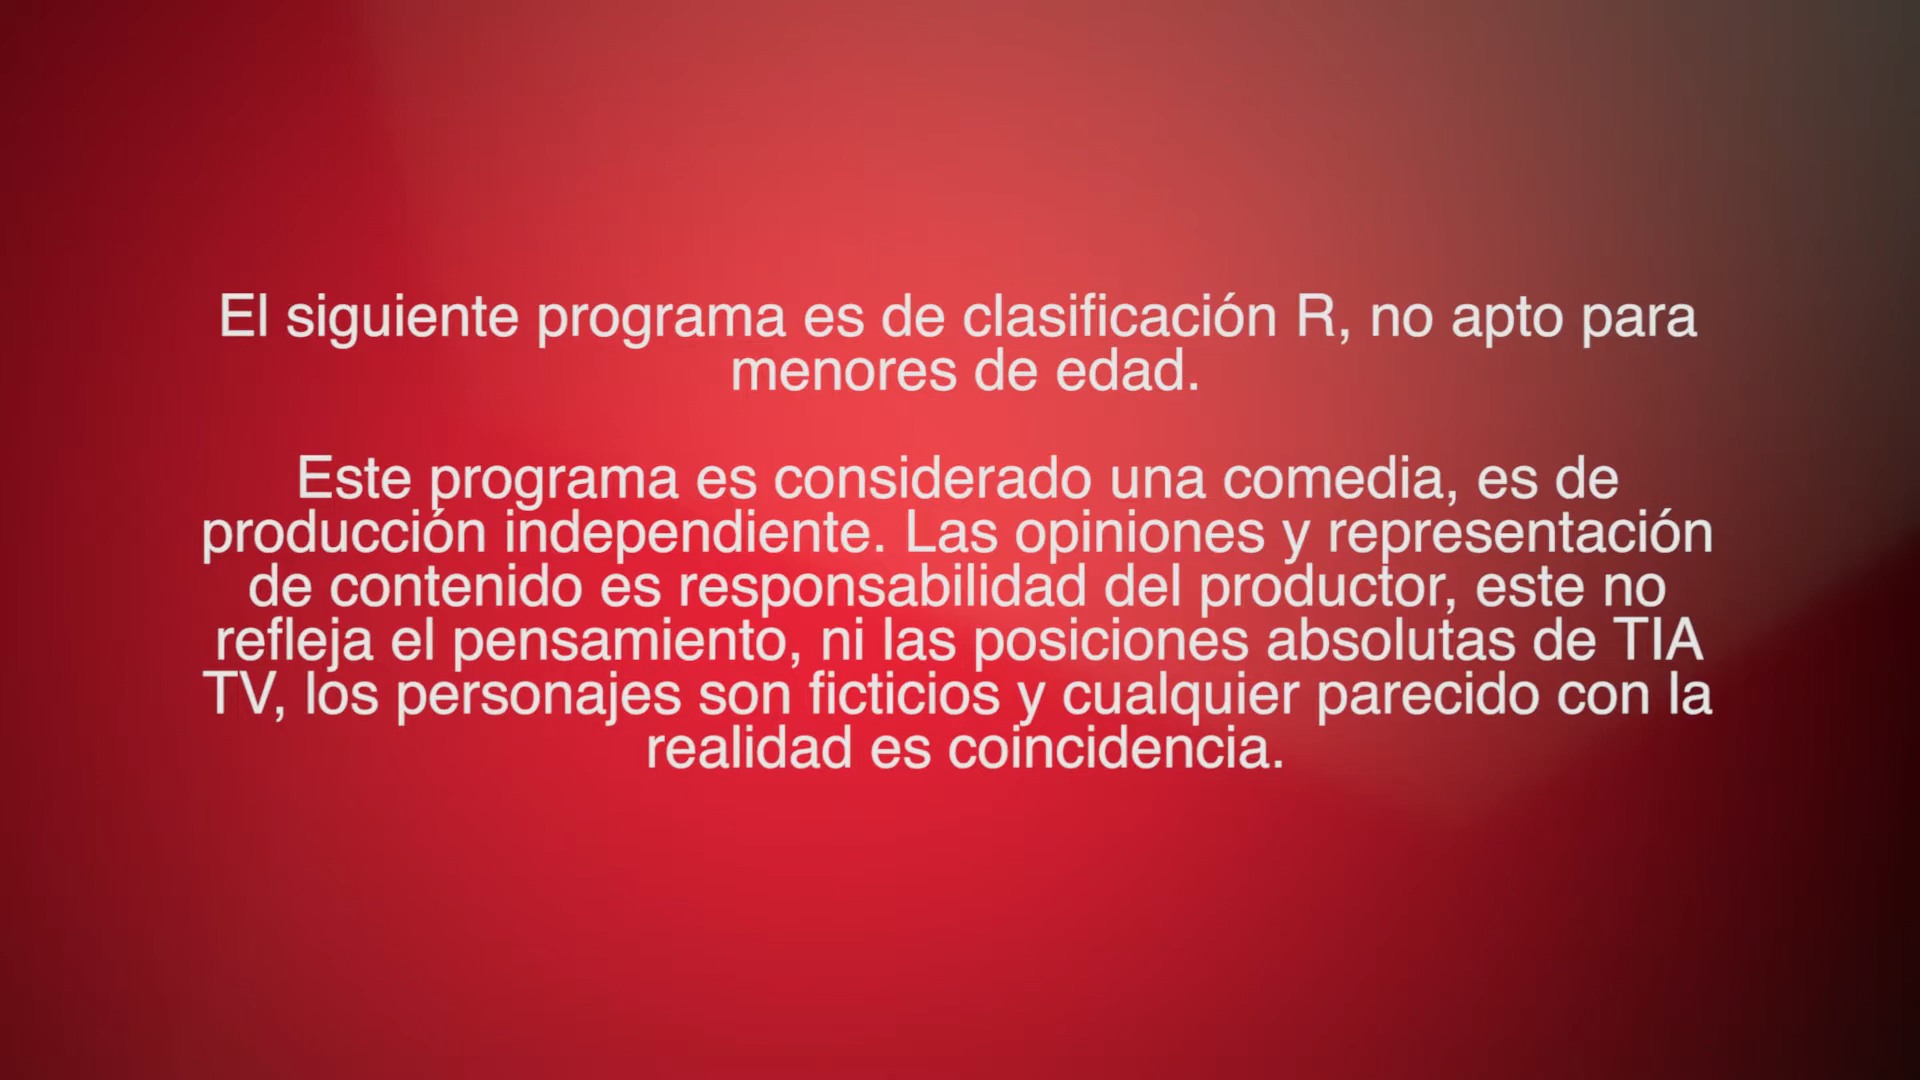 El siguiente programa es de clasificación R, no apto para
menores de edad.
Este programa es considerado una comedia, es de
producción independiente. Las opiniones y representación
de contenido es responsabilidad del productor, este no
refleja el pensamiento, ni las posiciones absolutas de TIA
TV, los personajes son ficticios y cualquier parecido con la
realidad es coincidencia.